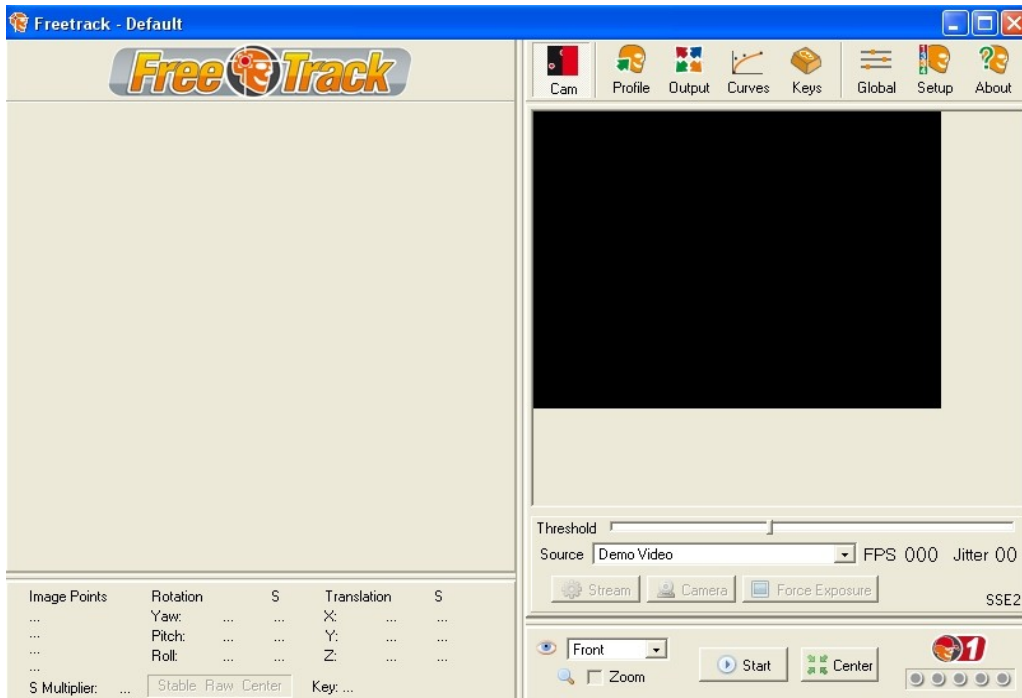 Freetrack - Default
FreeTrack
Cam Profile Output Curves Keys Global Setup About
Threshold
Source Demo Video FPS 000 Jitter 00
Stream Camera Force Exposure
SSE2
Image Points Rotation S Translation S
... Yaw: ... ... X: ... ...
... Pitch: ... ... Y: ... ...
... Roll: ... ... Z: ... ...
...
S Multiplier: ... Stable Raw Center Key: ...
Front
Zoom
Start
Center
1